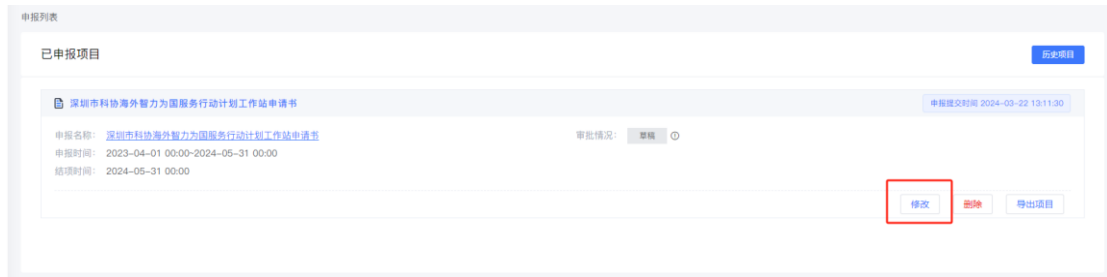 申报列表
已申报项目
历史项目
深圳市科协海外智力为国服务行动计划工作站申请书
申报提交时间 2024-03-22 13:11:30
申报名称： 深圳市科协海外智力为国服务行动计划工作站申请书
审批情况： 草稿
申报时间： 2023-04-01 00:00~2024-05-31 00:00
结项时间： 2024-05-31 00:00
修改 删除 导出项目